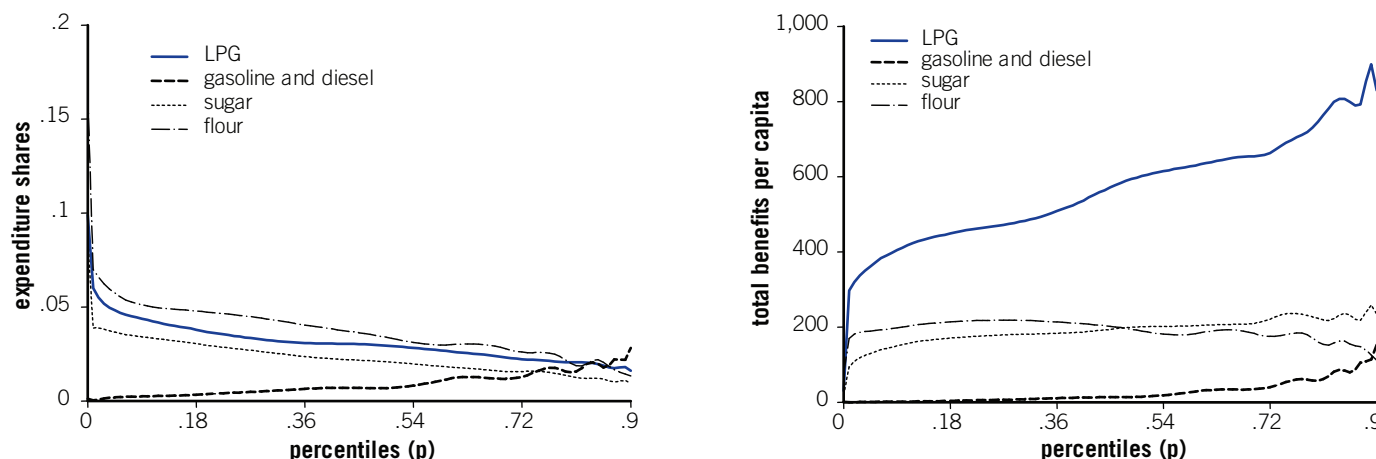 .2
.15
.1
.05
0
expenditure shares
LPG
gasoline and diesel
sugar
flour
0 .18 .36 .54 .72 .9
percentiles (p)
1,000
800
600
400
200
0
total benefits per capita
LPG
gasoline and diesel
sugar
flour
0 .18 .36 .54 .72 .9
percentiles (p)